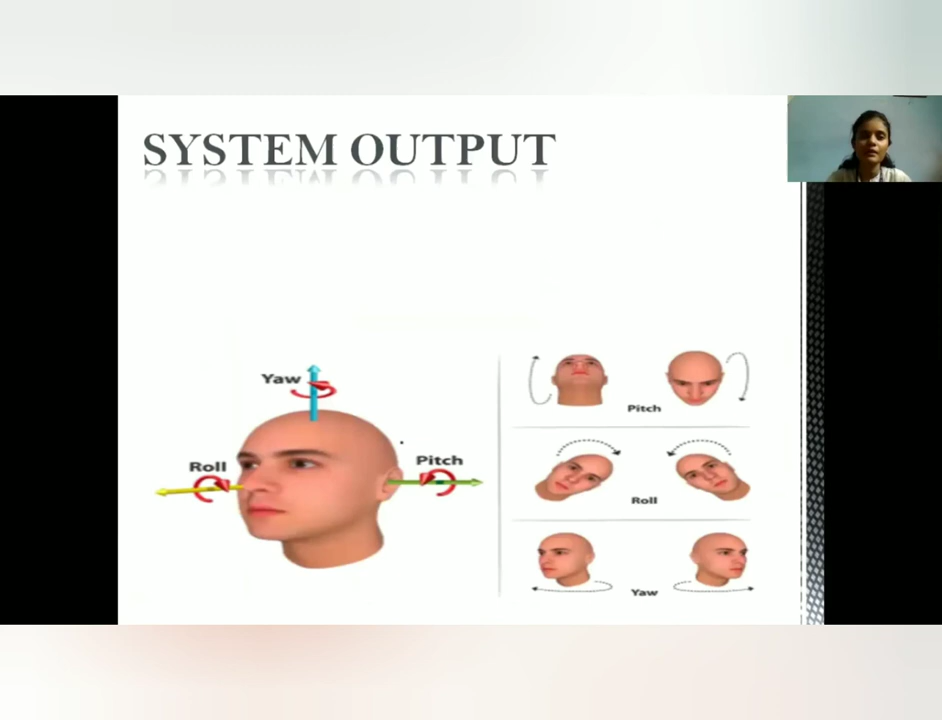 SYSTEM OUTPUT
Yaw
Roll
Pitch
Pitch
Roll
Yaw